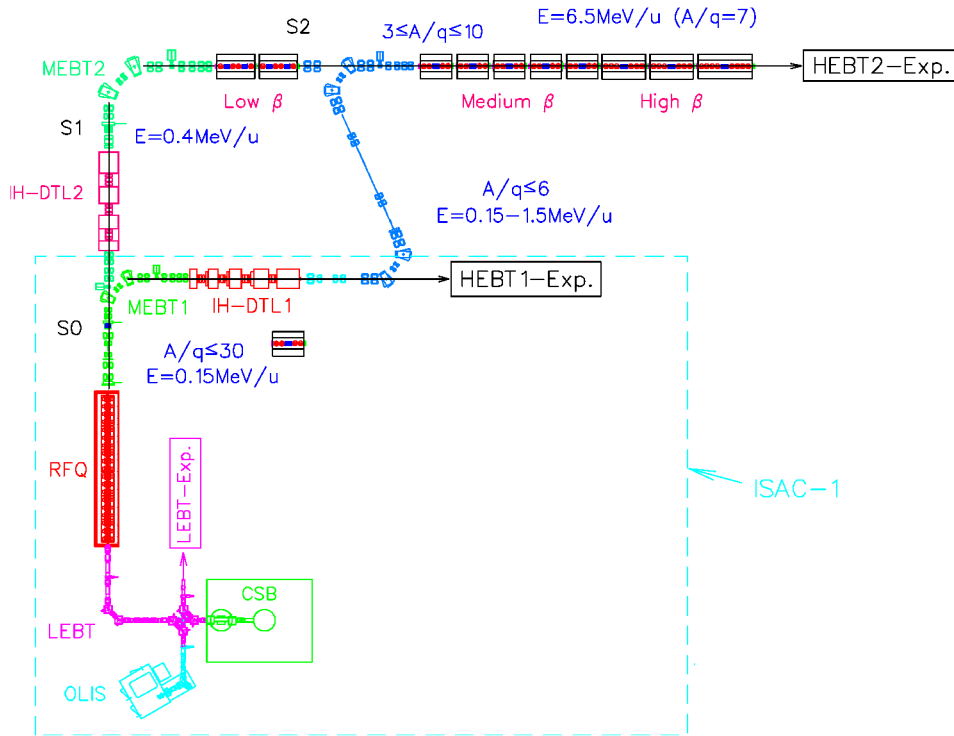 E=6.5MeV/u (A/q=7)
S2
3≤A/q≤10
MEBT2
HEBT2-Exp.
Low β
Medium β
High β
S1
E=0.4MeV/u
IH-DTL2
A/q≤6
E=0.15-1.5MeV/u
HEBT1-Exp.
MEBT1
IH-DTL1
S0
A/q≤30
E=0.15MeV/u
RFQ
LEBT-Exp.
ISAC-1
CSB
LEBT
OLIS